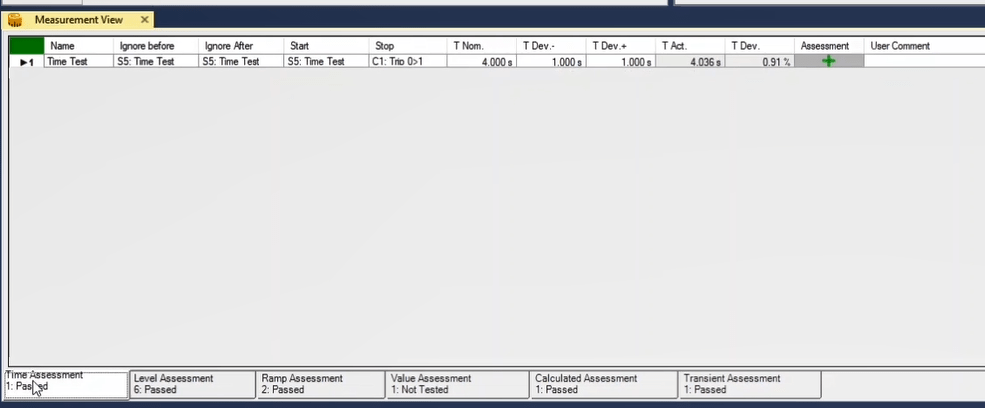 Measurement View
Name Ignore before Ignore After Start Stop T Nom. T Dev.- T Dev.+ T Act. T Dev. Assessment User Comment
1 Time Test S5: Time Test S5: Time Test S5: Time Test C1: Trip 0>1 4.000 s 1.000 s 1.000 s 4.036 s 0.91 %
Time Assessment Level Assessment Ramp Assessment Value Assessment Calculated Assessment Transient Assessment
1: Passed 6: Passed 2: Passed 1: Not Tested 1: Passed 1: Passed